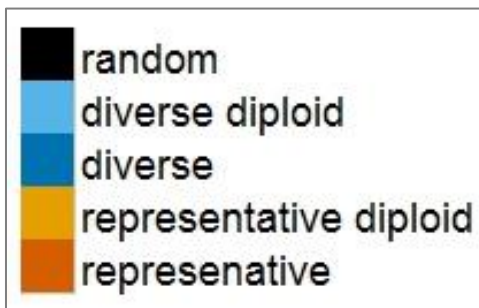 random
diverse diploid
diverse
representative diploid
represenative